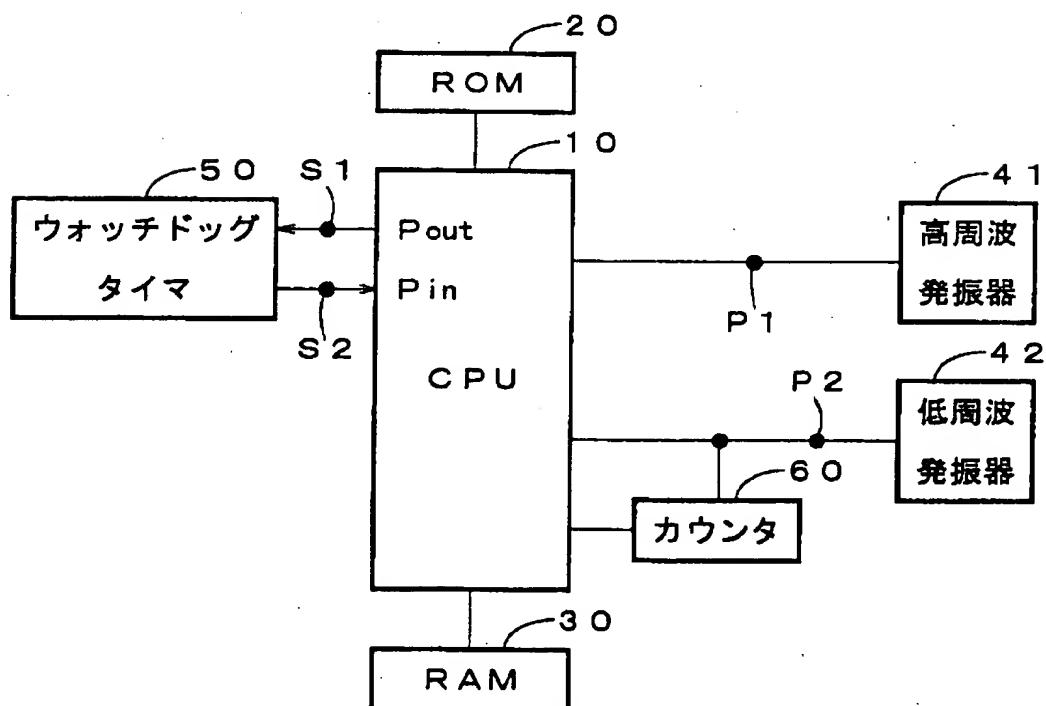 20
ROM
10
50
S1
41
ウォッチドッグ
タイマ
Pout
高周波
発振器
Pin
P1
S2
CPU
42
P2
低周波
発振器
60
カウンタ
30
RAM